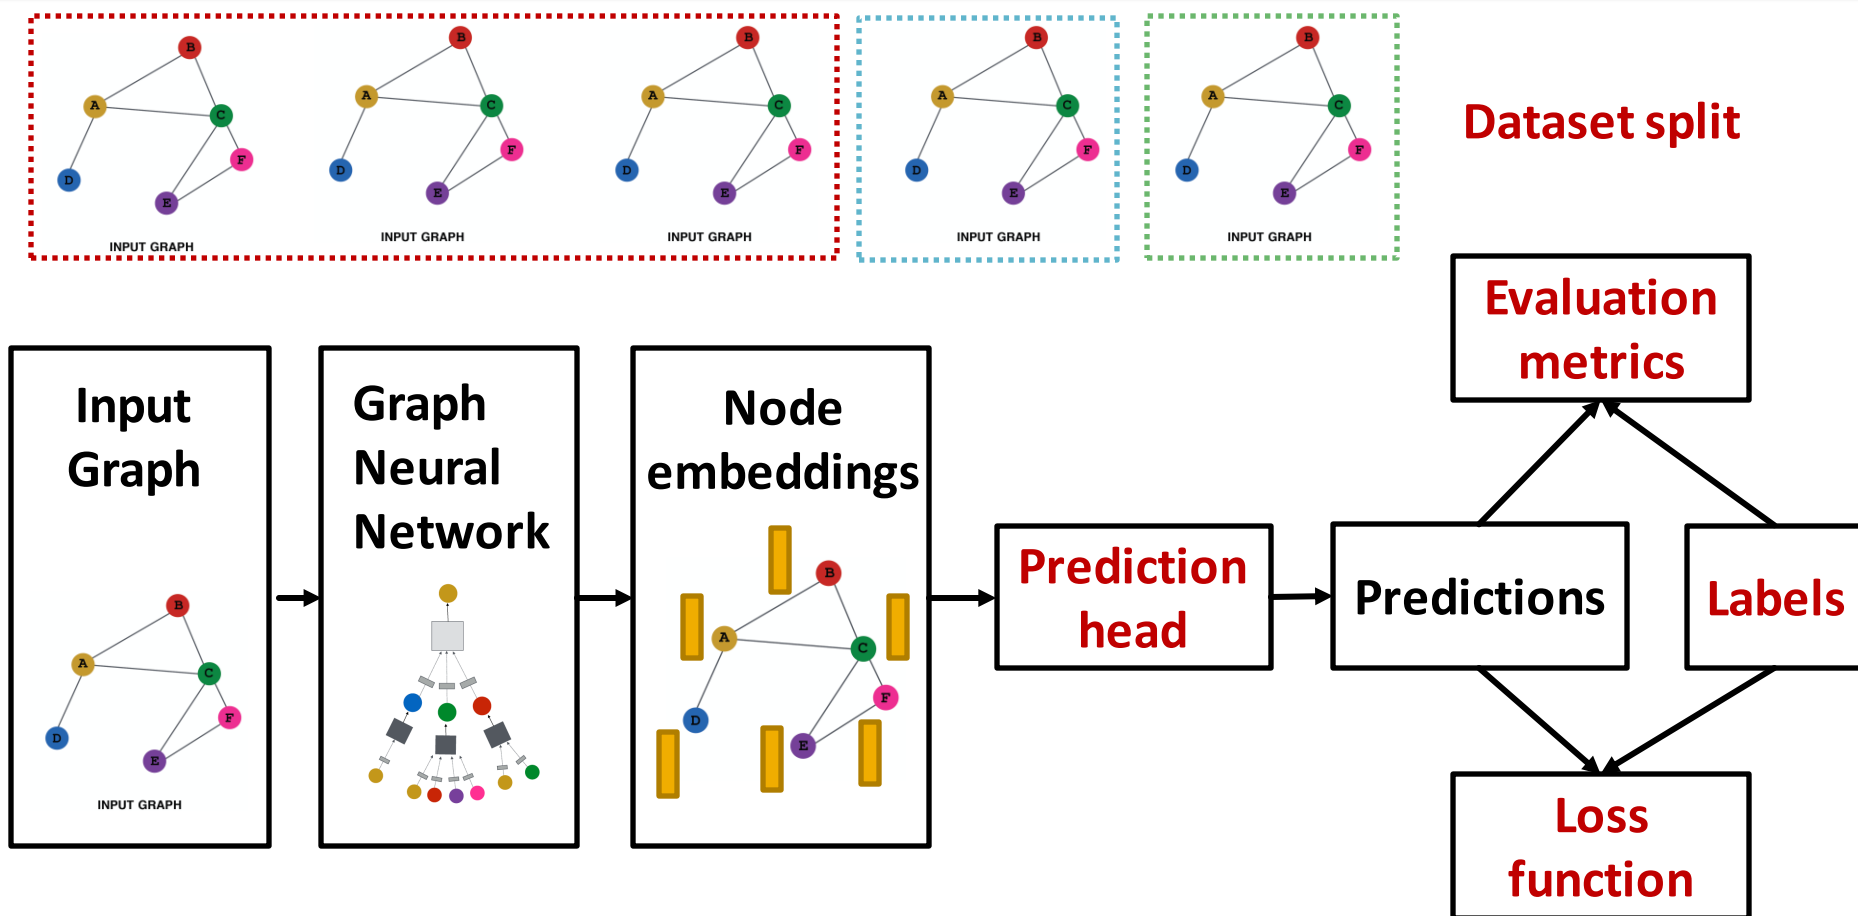 B
A
C
F
D
E
INPUT GRAPH
B
A
C
F
D
E
INPUT GRAPH
B
A
C
F
D
E
INPUT GRAPH
B
A
C
F
D
E
INPUT GRAPH
B
A
C
F
D
E
INPUT GRAPH
Dataset split
Input
Graph
B
A
C
F
D
E
INPUT GRAPH
Graph
Neural
Network
Node
embeddings
B
A
C
F
D
E
Prediction
head
Predictions
Labels
Evaluation
metrics
Loss
function